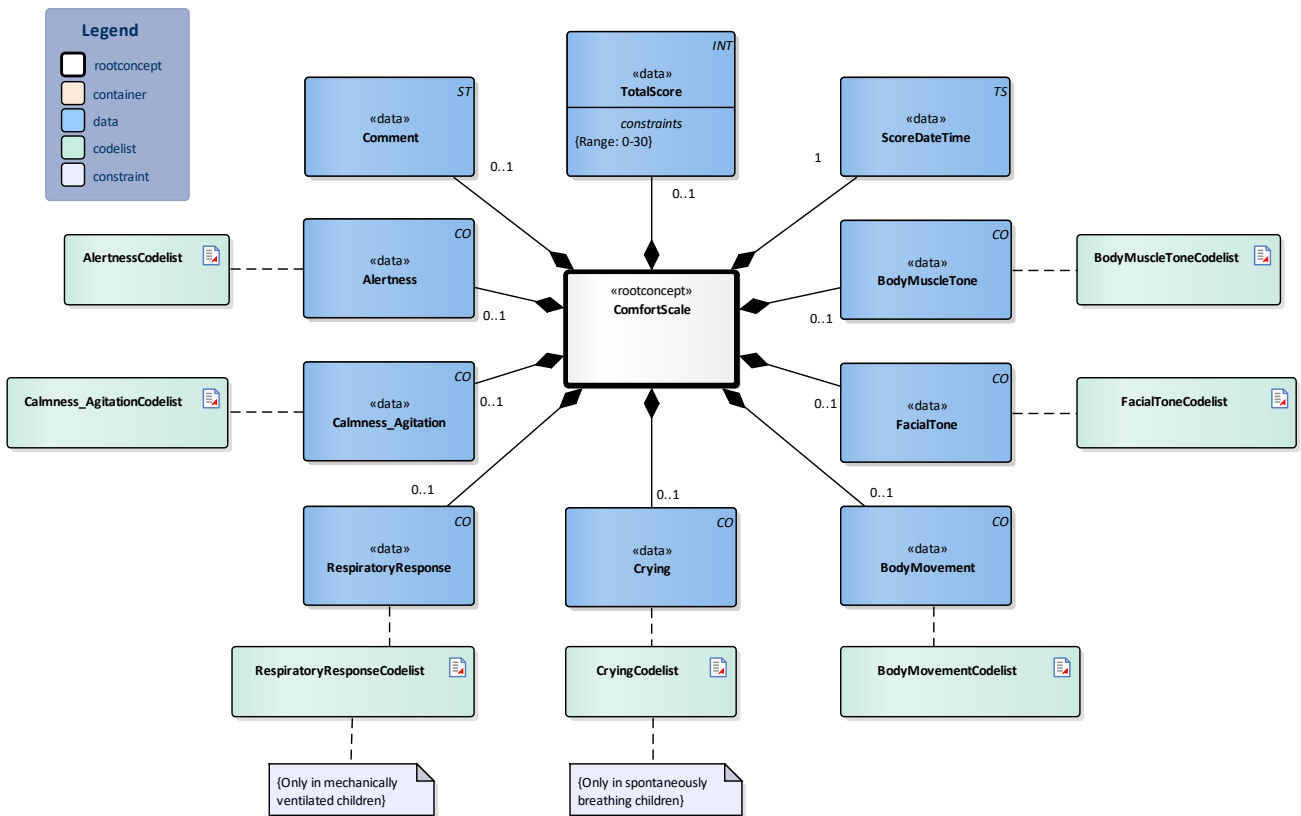 Legend
rootconcept
container
data
codelist
constraint
ST
«data»
Comment
0..1
INT
«data»
TotalScore
constraints
{Range: 0-30}
0..1
TS
«data»
ScoreDateTime
1
AlertnessCodelist
CO
«data»
Alertness
0..1
«rootconcept»
ComfortScale
CO
«data»
BodyMuscleTone
0..1
BodyMuscleToneCodelist
Calmness_AgitationCodelist
CO
«data»
Calmness_Agitation
0..1
CO
«data»
FacialTone
0..1
FacialToneCodelist
0..1
CO
«data»
RespiratoryResponse
0..1
CO
«data»
Crying
0..1
CO
«data»
BodyMovement
RespiratoryResponseCodelist
CryingCodelist
BodyMovementCodelist
{Only in mechanically
ventilated children}
{Only in spontaneously
breathing children}